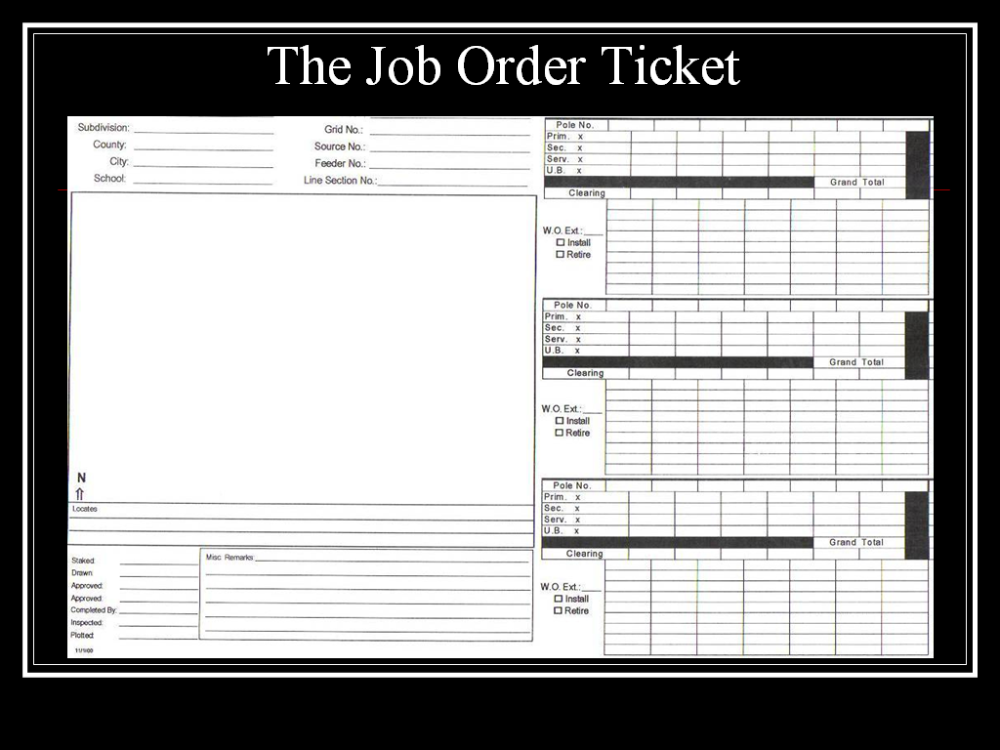 The Job Order Ticket
Subdivision:
County:
City:
School:
Grid No.:
Source No.:
Feeder No.:
Line Section No.:
N
Locates
Staked:
Drawn:
Approved:
Approved:
Completed By:
Inspected:
Plotted:
11/1/00
Misc. Remarks:
Pole No.
Prim. x
Sec. x
Serv. x
U.B. x
Grand Total
Clearing
W.O. Ext.:
Install
Retire
Pole No.
Prim. x
Sec. x
Serv. x
U.B. x
Grand Total
Clearing
W.O. Ext.:
Install
Retire
Pole No.
Prim. x
Sec. x
Serv. x
U.B. x
Grand Total
Clearing
W.O. Ext.:
Install
Retire